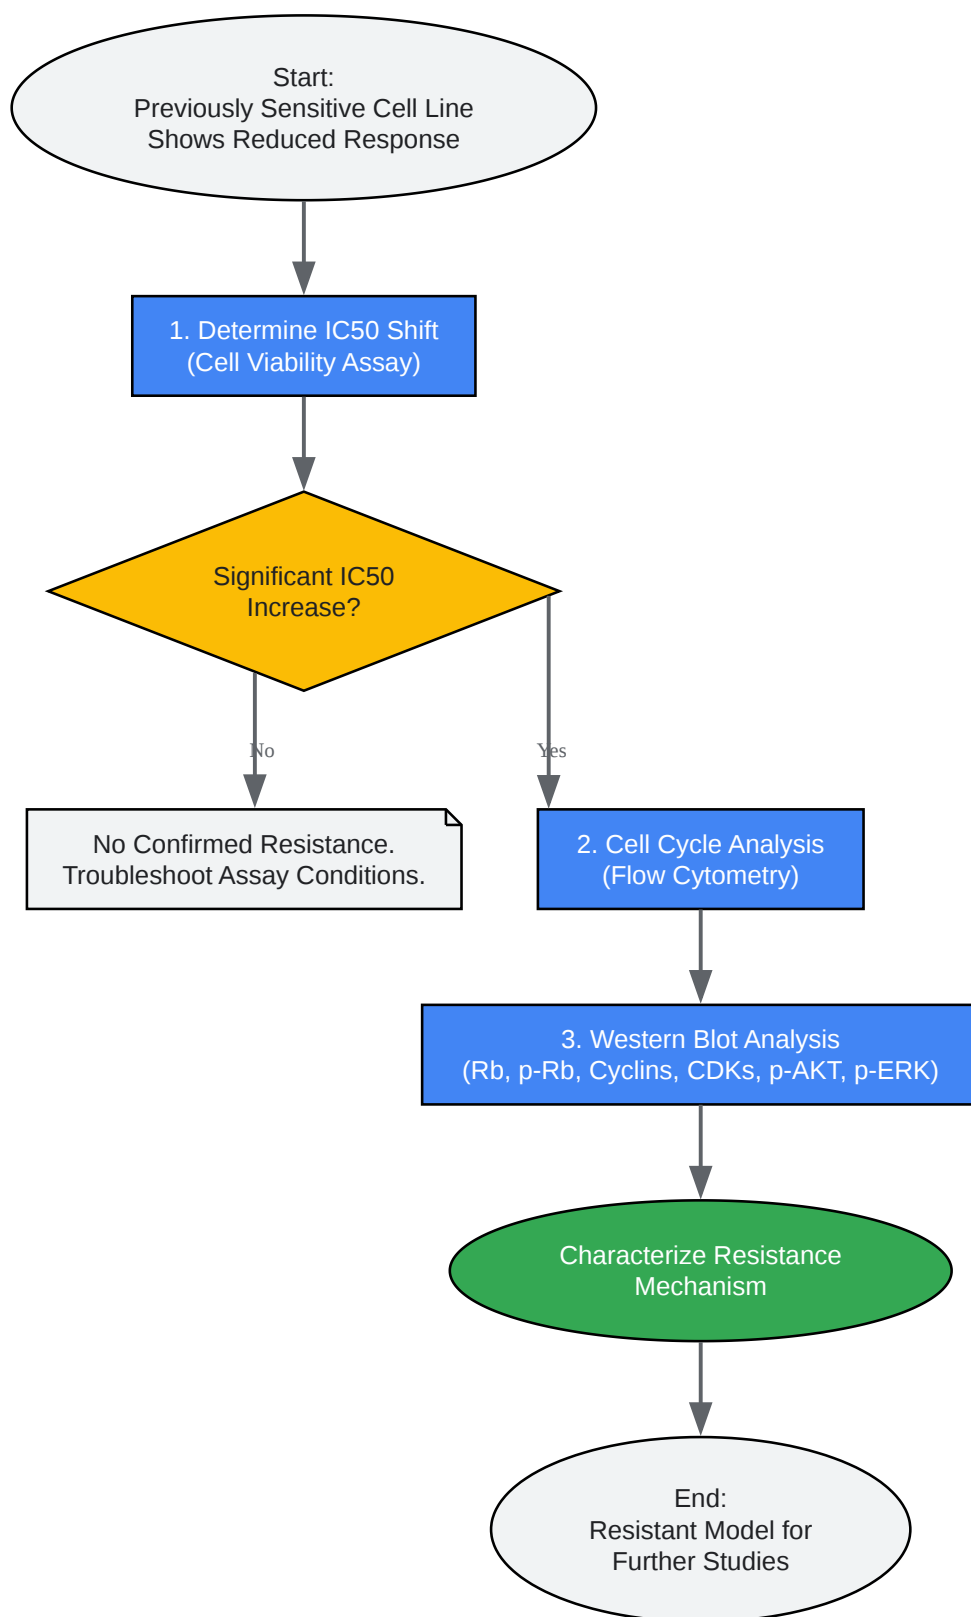 Start:
Previously Sensitive Cell Line
Shows Reduced Response
1. Determine IC50 Shift
(Cell Viability Assay)
Significant IC50
Increase?
No
Yes
No Confirmed Resistance.
Troubleshoot Assay Conditions.
2. Cell Cycle Analysis
(Flow Cytometry)
3. Western Blot Analysis
(Rb, p-Rb, Cyclins, CDKs, p-AKT, p-ERK)
Characterize Resistance
Mechanism
End:
Resistant Model for
Further Studies